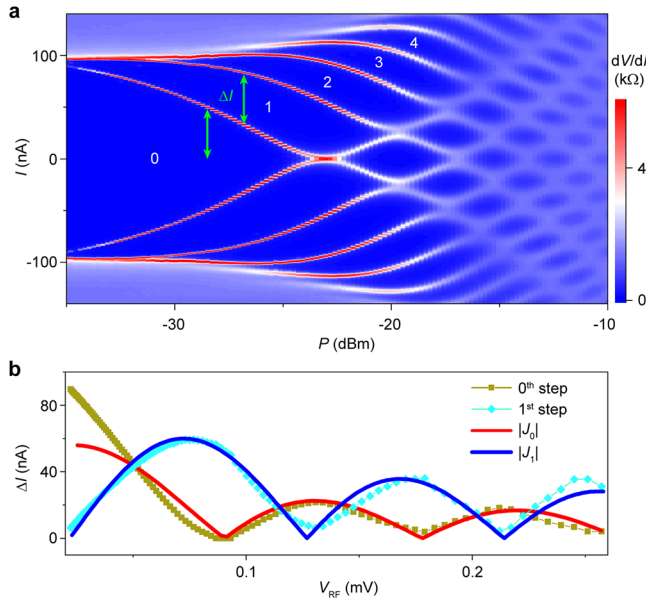 a
dV/dI
(kΩ)
4
0
100
0
-100
I (nA)
0
1
2
3
4
ΔI
-30
-20
-10
P (dBm)
b
80
40
0
ΔI (nA)
0th step
1st step
|J0|
|J1|
0.1
0.2
VRF (mV)